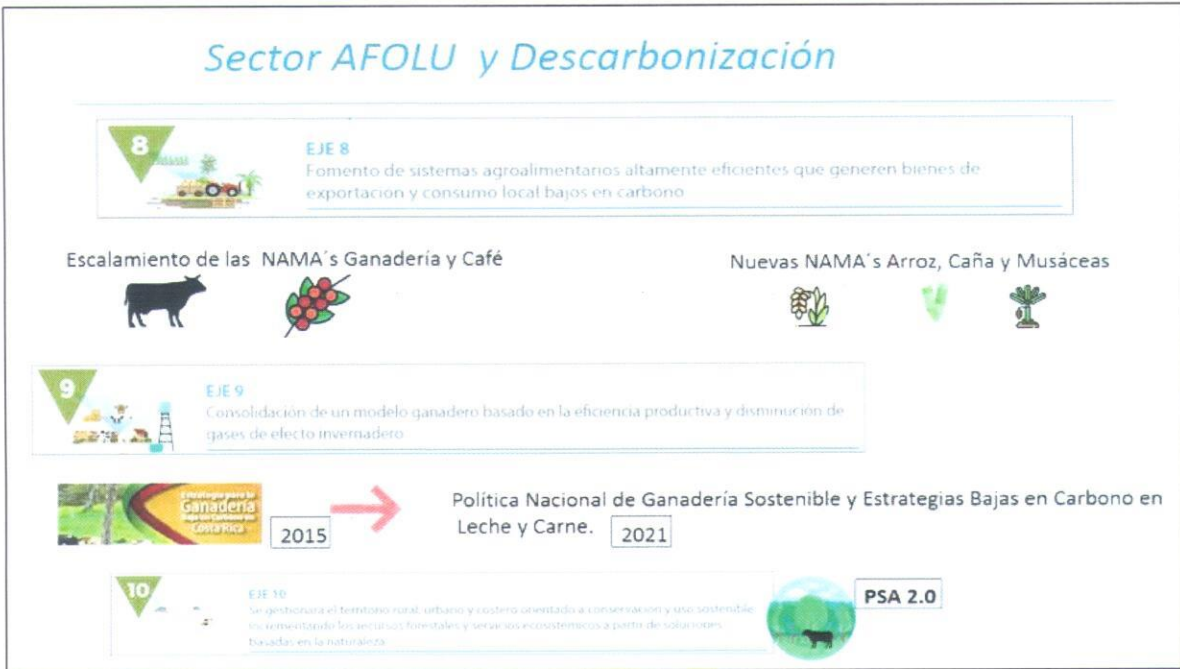 Sector AFOLU y Descarbonización
8
EJE 8
Fomento de sistemas agroalimentarios altamente eficientes que generen bienes de
exportación y consumo local bajos en carbono
Escalamiento de las NAMA´s Ganadería y Café
Nuevas NAMA´s Arroz, Caña y Musáceas
9
EJE 9
Consolidación de un modelo ganadero basado en la eficiencia productiva y disminución de
gases de efecto invernadero
Estrategia para la
Ganadería
Baja en Carbono en
Costa Rica
2015
Política Nacional de Ganadería Sostenible y Estrategias Bajas en Carbono en
Leche y Carne.
2021
10
EJE 10
Se gestionará el territorio rural, urbano y costero orientado a conservación y uso sostenible
incrementando los recursos forestales y servicios ecosistémicos a partir de soluciones
basadas en la naturaleza
PSA 2.0